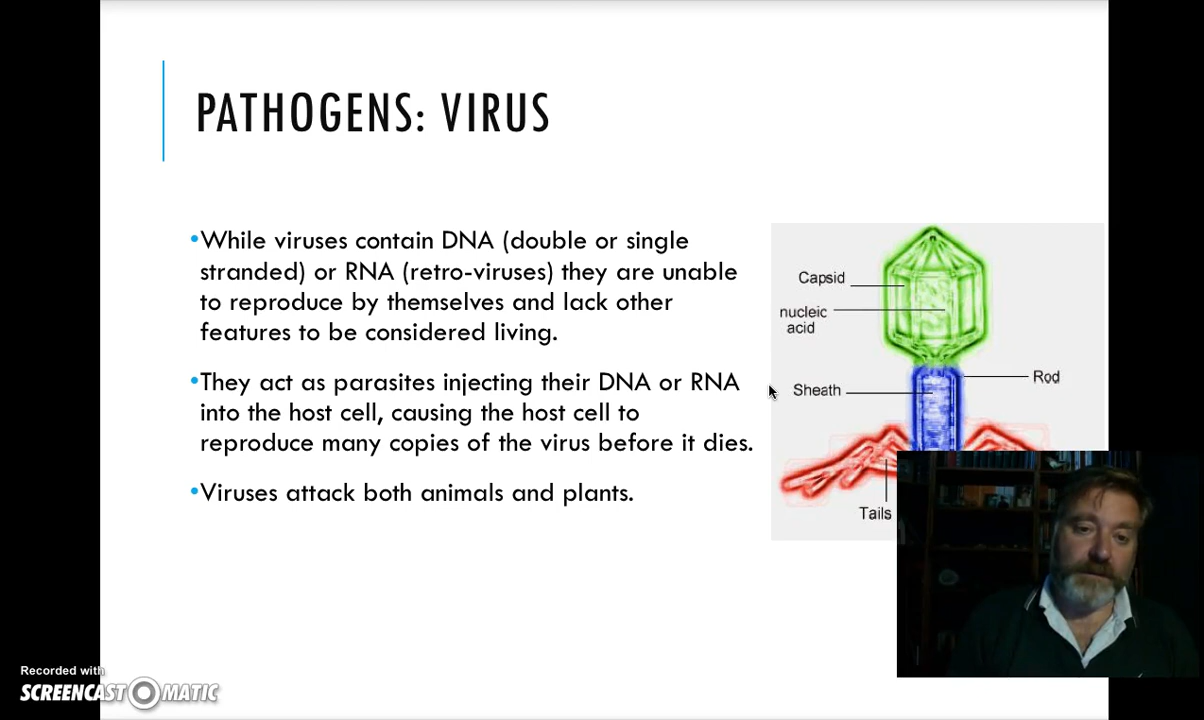 PATHOGENS: VIRUS
•While viruses contain DNA (double or single
stranded) or RNA (retro-viruses) they are unable
to reproduce by themselves and lack other
features to be considered living.
•They act as parasites injecting their DNA or RNA
into the host cell, causing the host cell to
reproduce many copies of the virus before it dies.
•Viruses attack both animals and plants.
Capsid
nucleic
acid
Rod
Sheath
Tails
Recorded with
SCREENCAST-O-MATIC